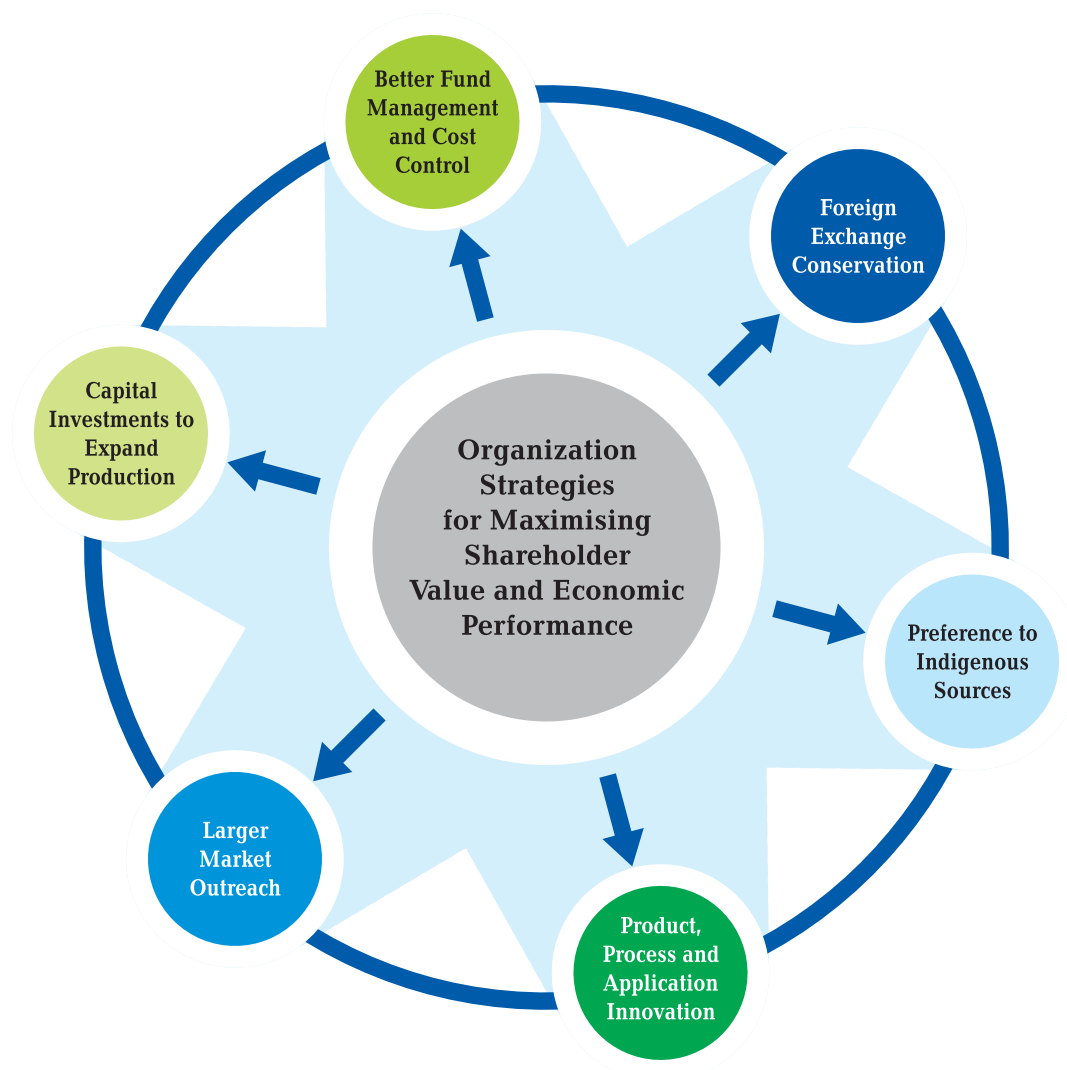 Better Fund
Management
and Cost
Control
Foreign
Exchange
Conservation
Capital
Investments to
Expand
Production
Organization
Strategies
for Maximising
Shareholder
Value and Economic
Performance
Preference to
Indigenous
Sources
Larger
Market
Outreach
Product,
Process and
Application
Innovation